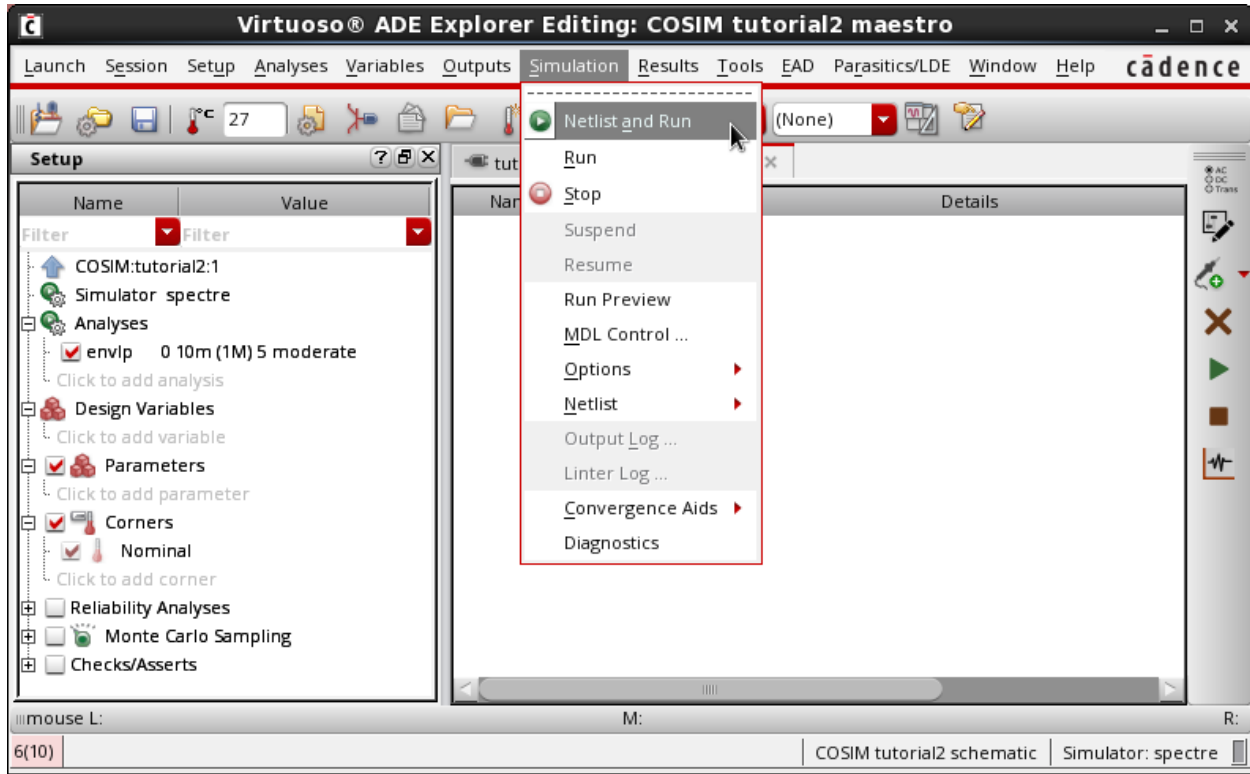 Virtuoso® ADE Explorer Editing: COSIM tutorial2 maestro
Launch Session Setup Analyses Variables Outputs Simulation Results Tools EAD Parasitics/LDE Window Help cādence
°C 27 (None)
Setup
Name Value
Filter Filter
COSIM:tutorial2:1
Simulator spectre
Analyses
envlp 0 10m (1M) 5 moderate
Click to add analysis
Design Variables
Click to add variable
Parameters
Click to add parameter
Corners
Nominal
Click to add corner
Reliability Analyses
Monte Carlo Sampling
Checks/Asserts
Netlist and Run
Run
Stop
Suspend
Resume
Run Preview
MDL Control ...
Options
Netlist
Output Log ...
Linter Log ...
Convergence Aids
Diagnostics
tut
Nar Details
AC
DC
Trans
mouse L: M: R:
6(10) COSIM tutorial2 schematic Simulator: spectre